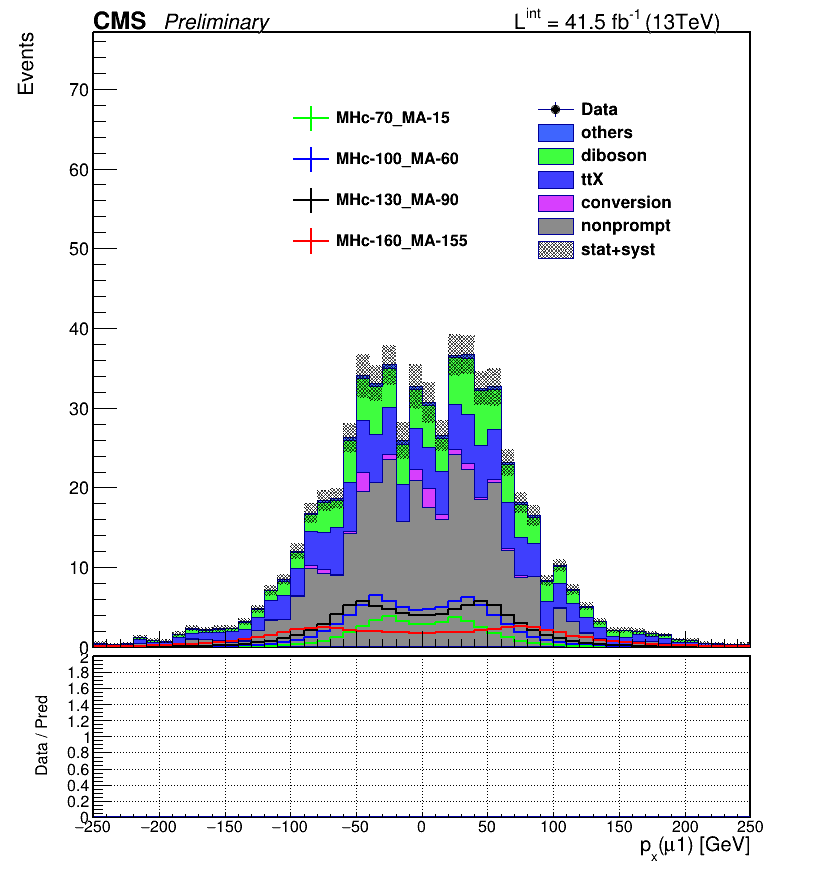 CMS Preliminary
L^int = 41.5 fb^-1 (13TeV)
Events
70
60
50
40
30
20
10
0
MHc-70_MA-15
MHc-100_MA-60
MHc-130_MA-90
MHc-160_MA-155
Data
others
diboson
ttX
conversion
nonprompt
stat+syst
Data / Pred
2
1.8
1.6
1.4
1.2
1
0.8
0.6
0.4
0.2
0
−250 −200 −150 −100 −50 0 50 100 150 200 250
p_x(μ1) [GeV]